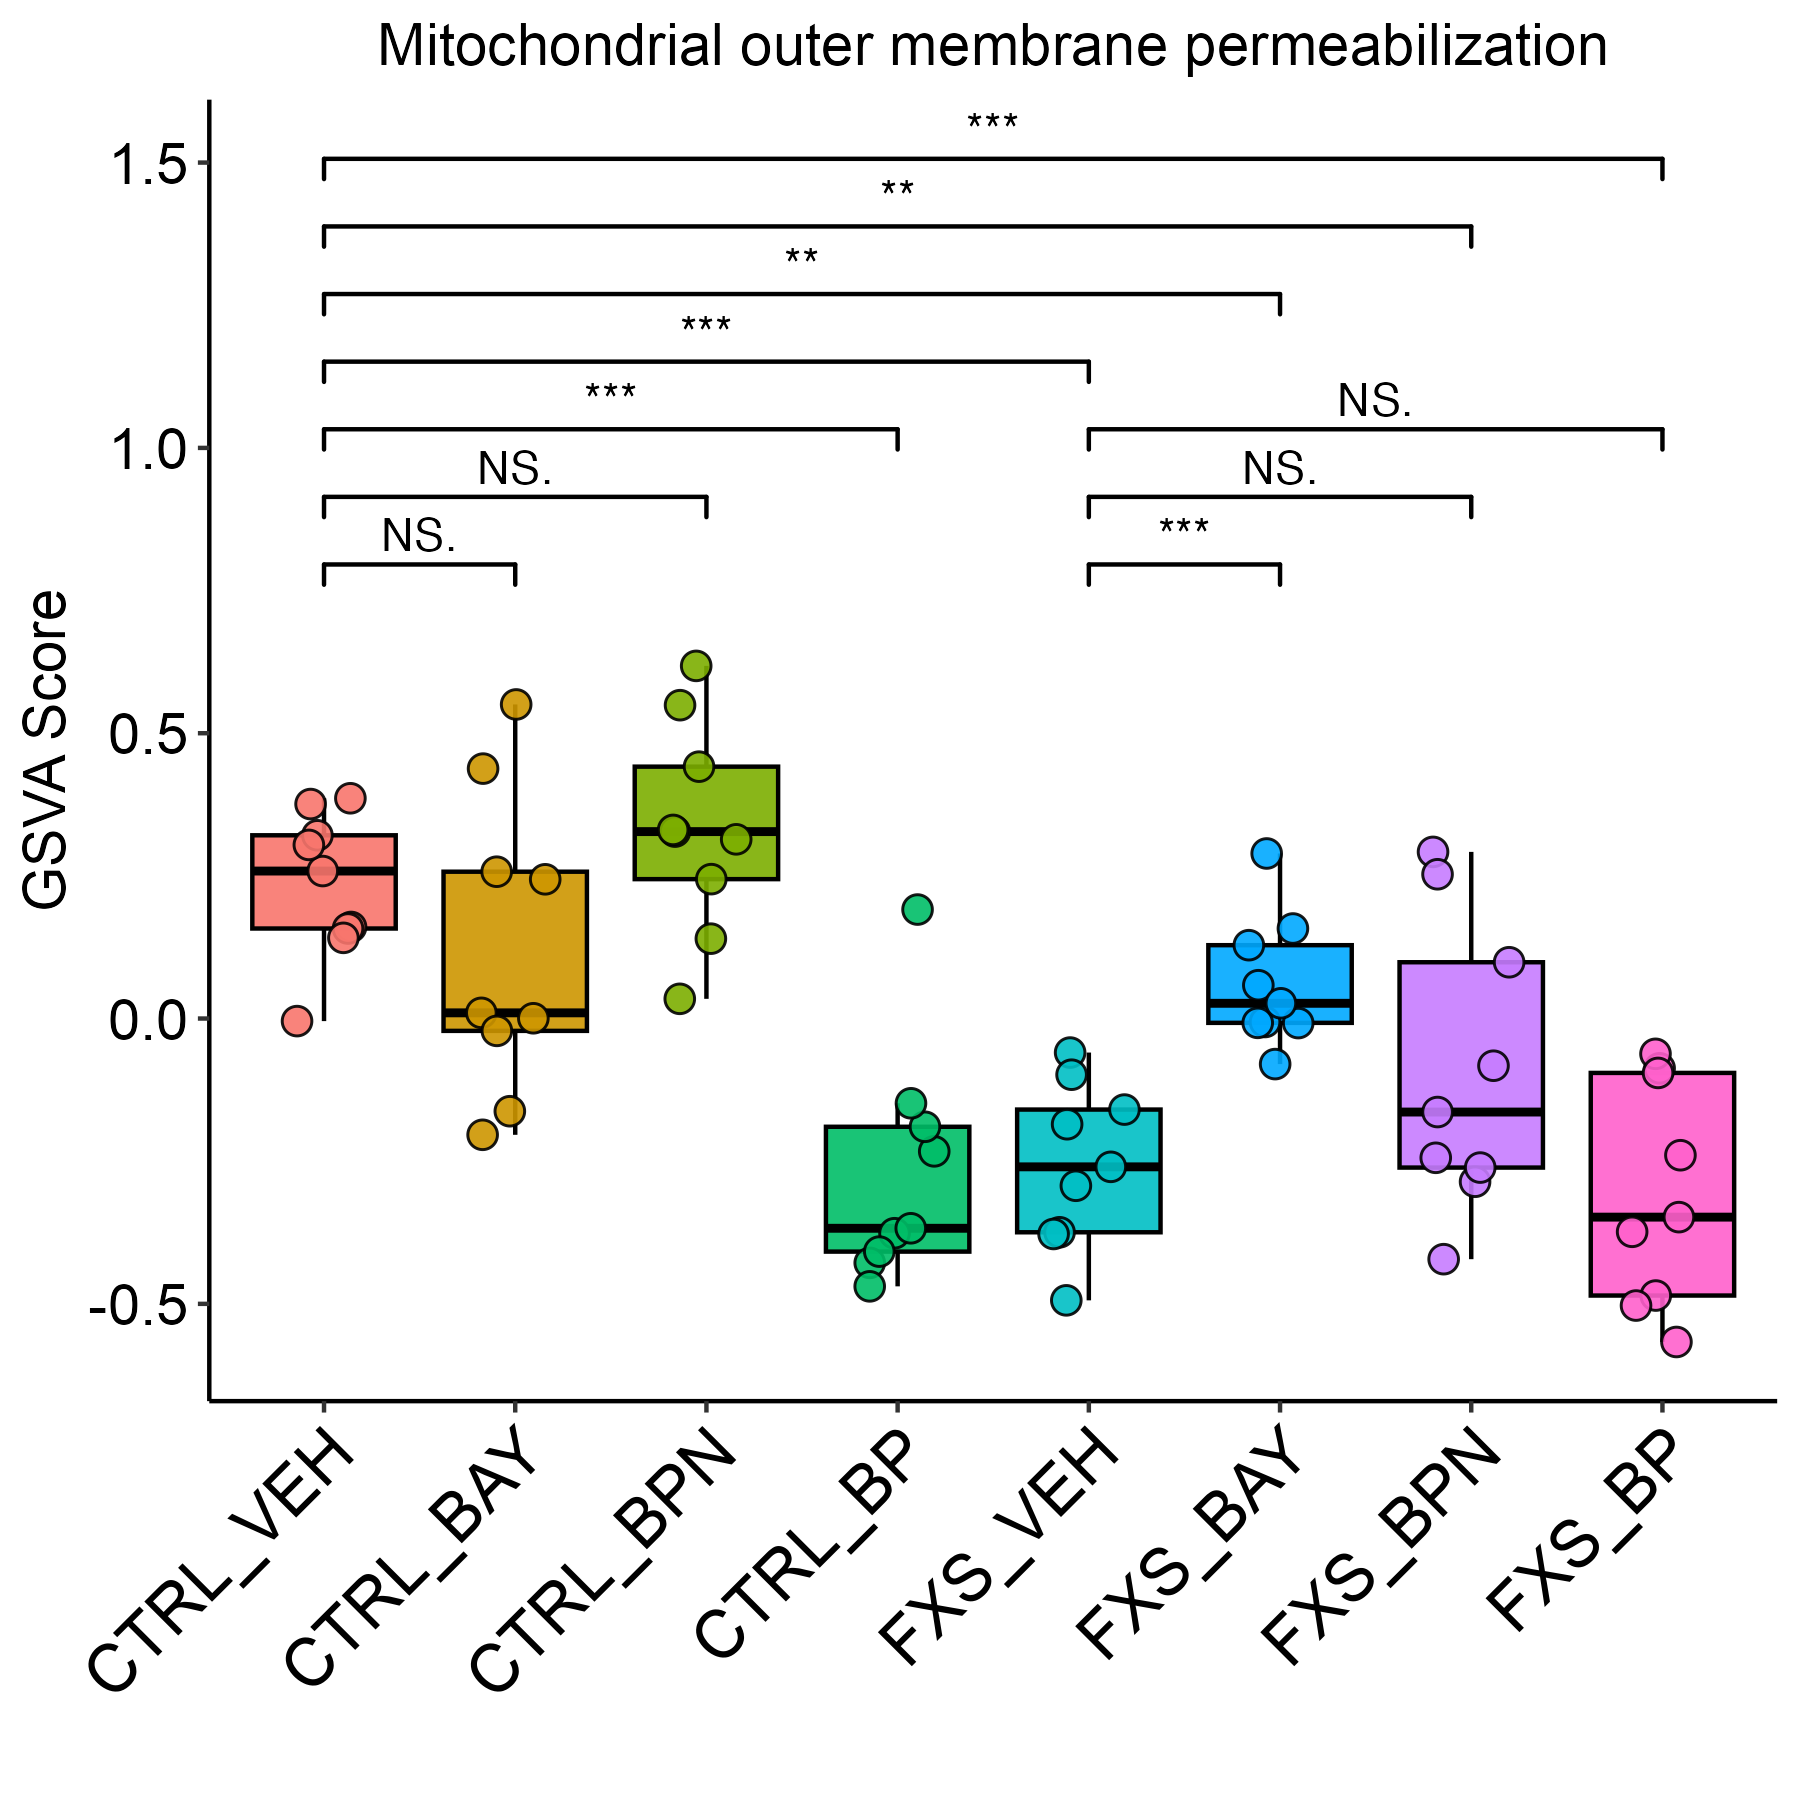 Mitochondrial outer membrane permeabilization
***
**
**
***
***
NS.
NS.
NS.
NS.
***
GSVA Score
1.5
1.0
0.5
0.0
-0.5
CTRL_VEH
CTRL_BAY
CTRL_BPN
CTRL_BP
FXS_VEH
FXS_BAY
FXS_BPN
FXS_BP